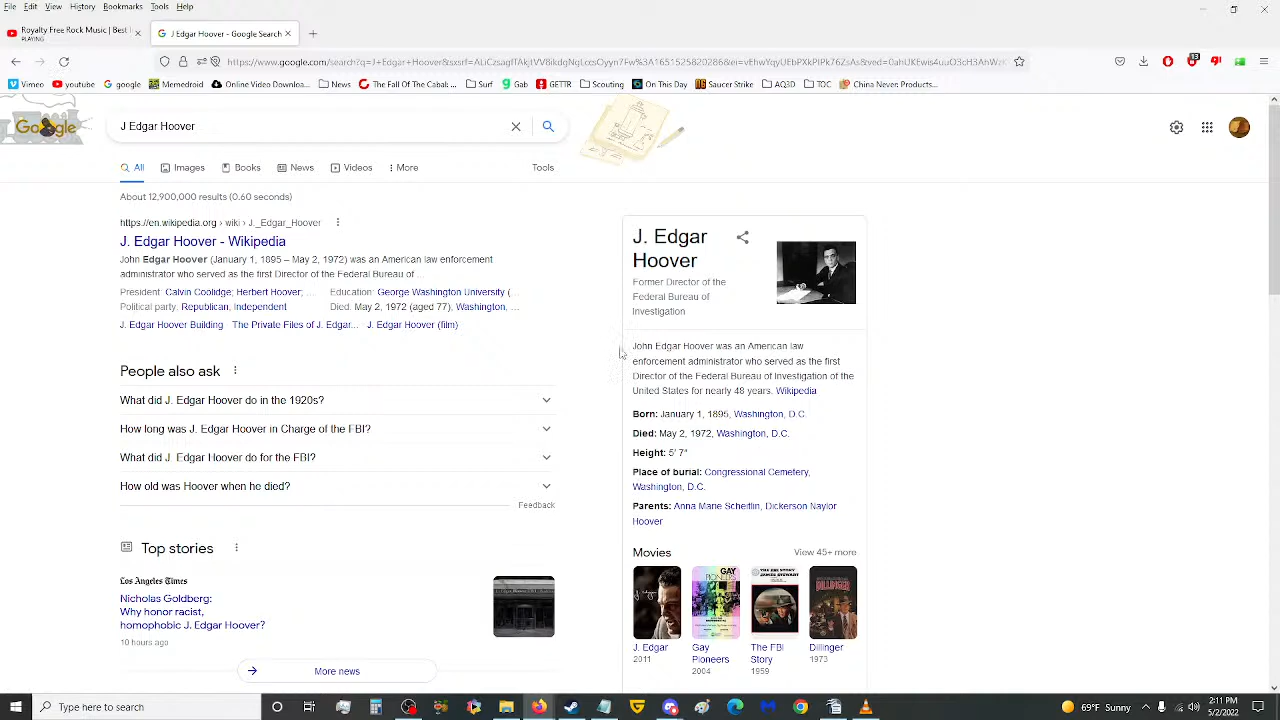 File Edit View History Bookmarks Tools Help
Royalty Free Rock Music | Best
PLAYING
J Edgar Hoover - Google Search
Vimeo youtube google Memedroid Online Video Downloa... News The Fall Of The Cabal Surf Gab GETTR Scouting On This Day Saucer Strike AQ3D TOC China Never Produc...
Google
J Edgar Hoover
All Images Books News Videos More Tools
About 12,900,000 results (0.60 seconds)
https://en.wikipedia.org › wiki › J._Edgar_Hoover
J. Edgar Hoover - Wikipedia
Edgar Hoover (January 1, 1895 – May 2, 1972) was an American law enforcement
administrator who served as the first Director of the Federal Bureau of ...
President: Calvin Coolidge; Herbert Hoover; ... Education: George Washington University (...
Political party: Republican, Independent Died: May 2, 1972 (aged 77), Washington, ...
J. Edgar Hoover Building The Private Files of J. Edgar... J. Edgar Hoover (film)
People also ask
What did J. Edgar Hoover do in the 1920s?
How long was J. Edgar Hoover in Charge of the FBI?
What did J Edgar Hoover do for the FBI?
How old was Hoover when he died?
Feedback
Top stories
Los Angeles Times
Nicholas Goldberg:
Why honor racist,
homophobic J. Edgar Hoover?
10 hours ago
More news
J. Edgar
Hoover
Former Director of the
Federal Bureau of
Investigation
John Edgar Hoover was an American law
enforcement administrator who served as the first
Director of the Federal Bureau of Investigation of the
United States for nearly 48 years. Wikipedia
Born: January 1, 1895, Washington, D.C.
Died: May 2, 1972, Washington, D.C.
Height: 5′ 7″
Place of burial: Congressional Cemetery,
Washington, D.C.
Parents: Anna Marie Scheitlin, Dickerson Naylor
Hoover
Movies View 45+ more
J. Edgar
2011
Gay
Pioneers
2004
The FBI
Story
1959
Dillinger
1973
Type here to search
69°F Sunny
2:11 PM
5/2/2022